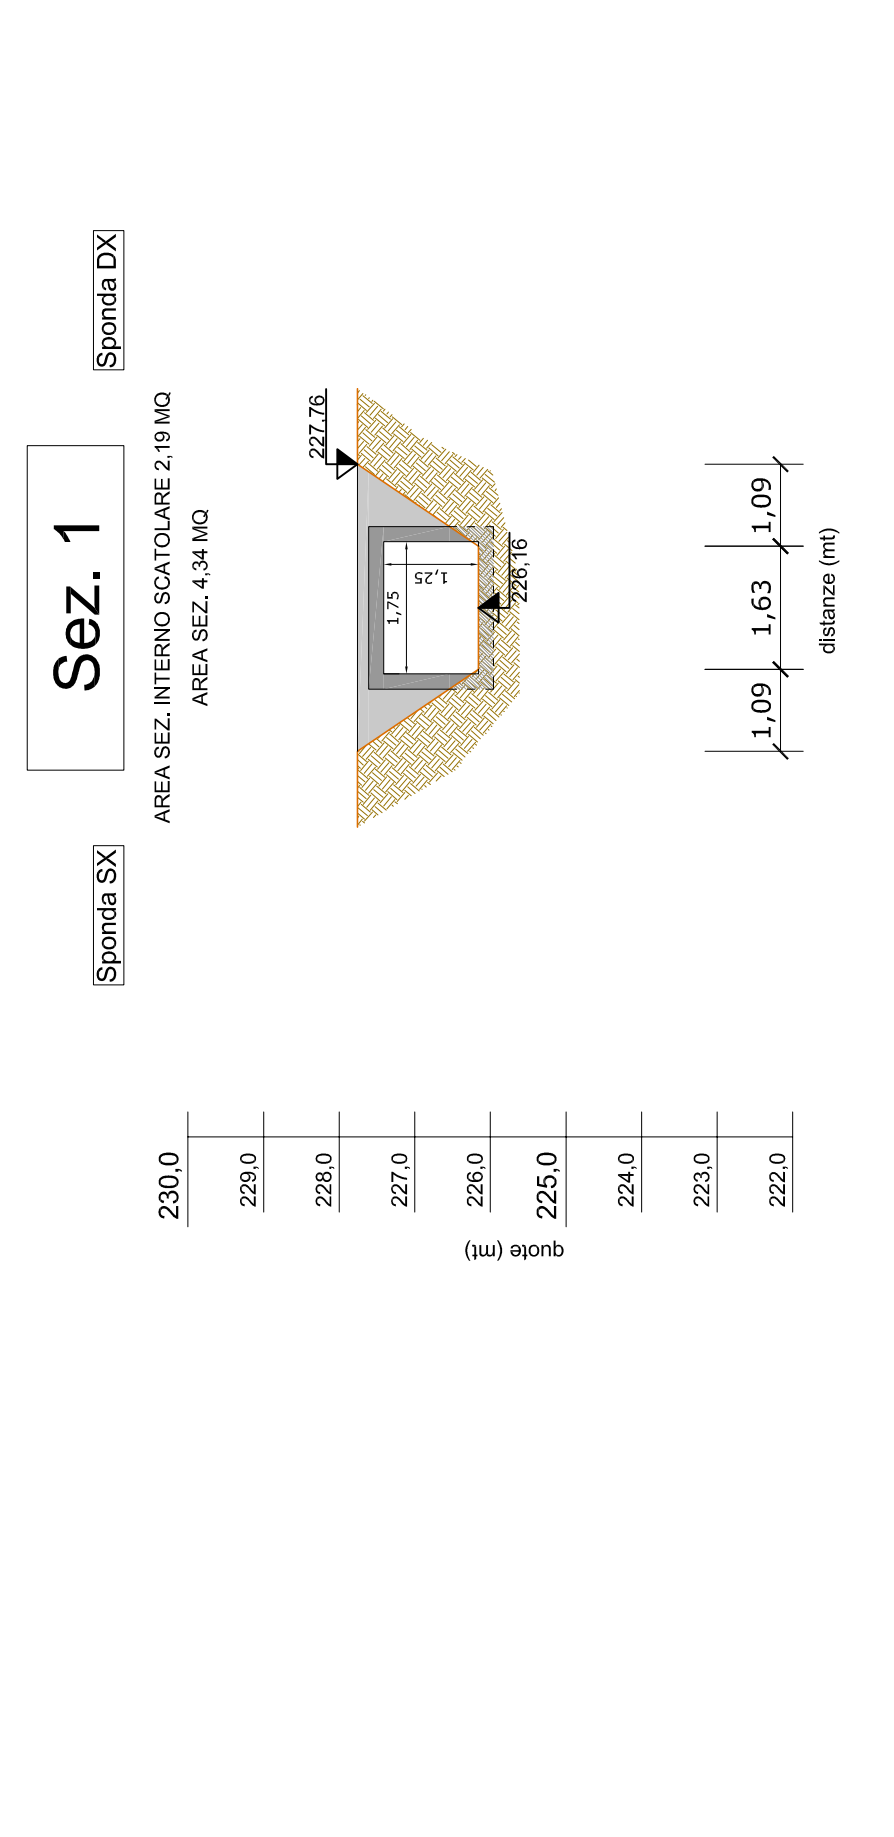 Sez. 1
Sponda SX
Sponda DX
AREA SEZ. INTERNO SCATOLARE 2,19 MQ
AREA SEZ. 4,34 MQ
230,0
229,0
228,0
227,0
226,0
225,0
224,0
223,0
222,0
quote (mt)
227,76
1,75
1,25
226,16
1,09
1,63
1,09
distanze (mt)